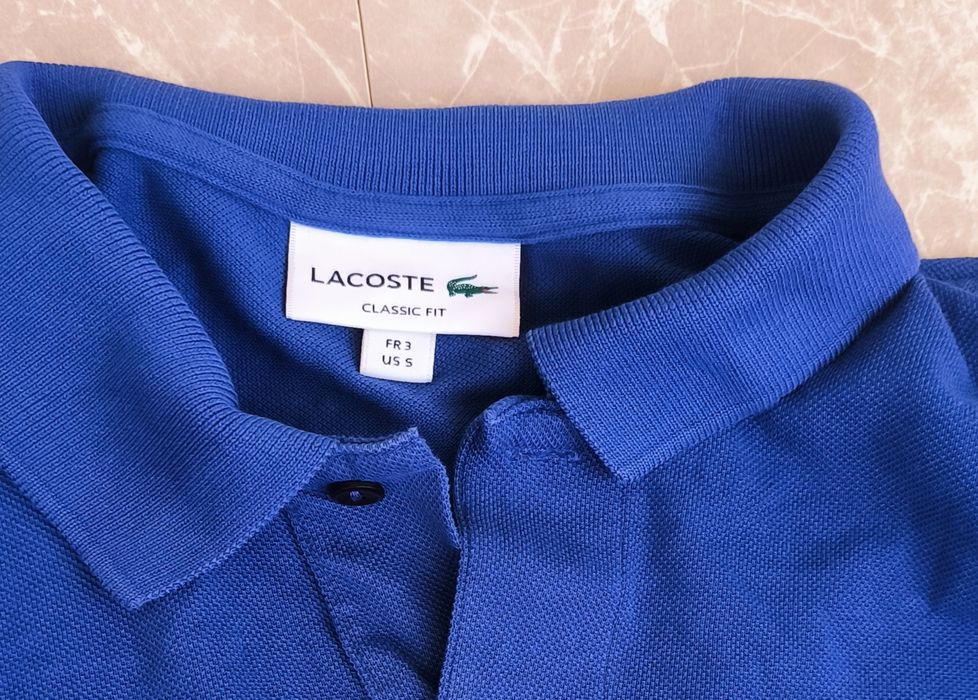 LACOSTE
CLASSIC FIT
FR 3
US S